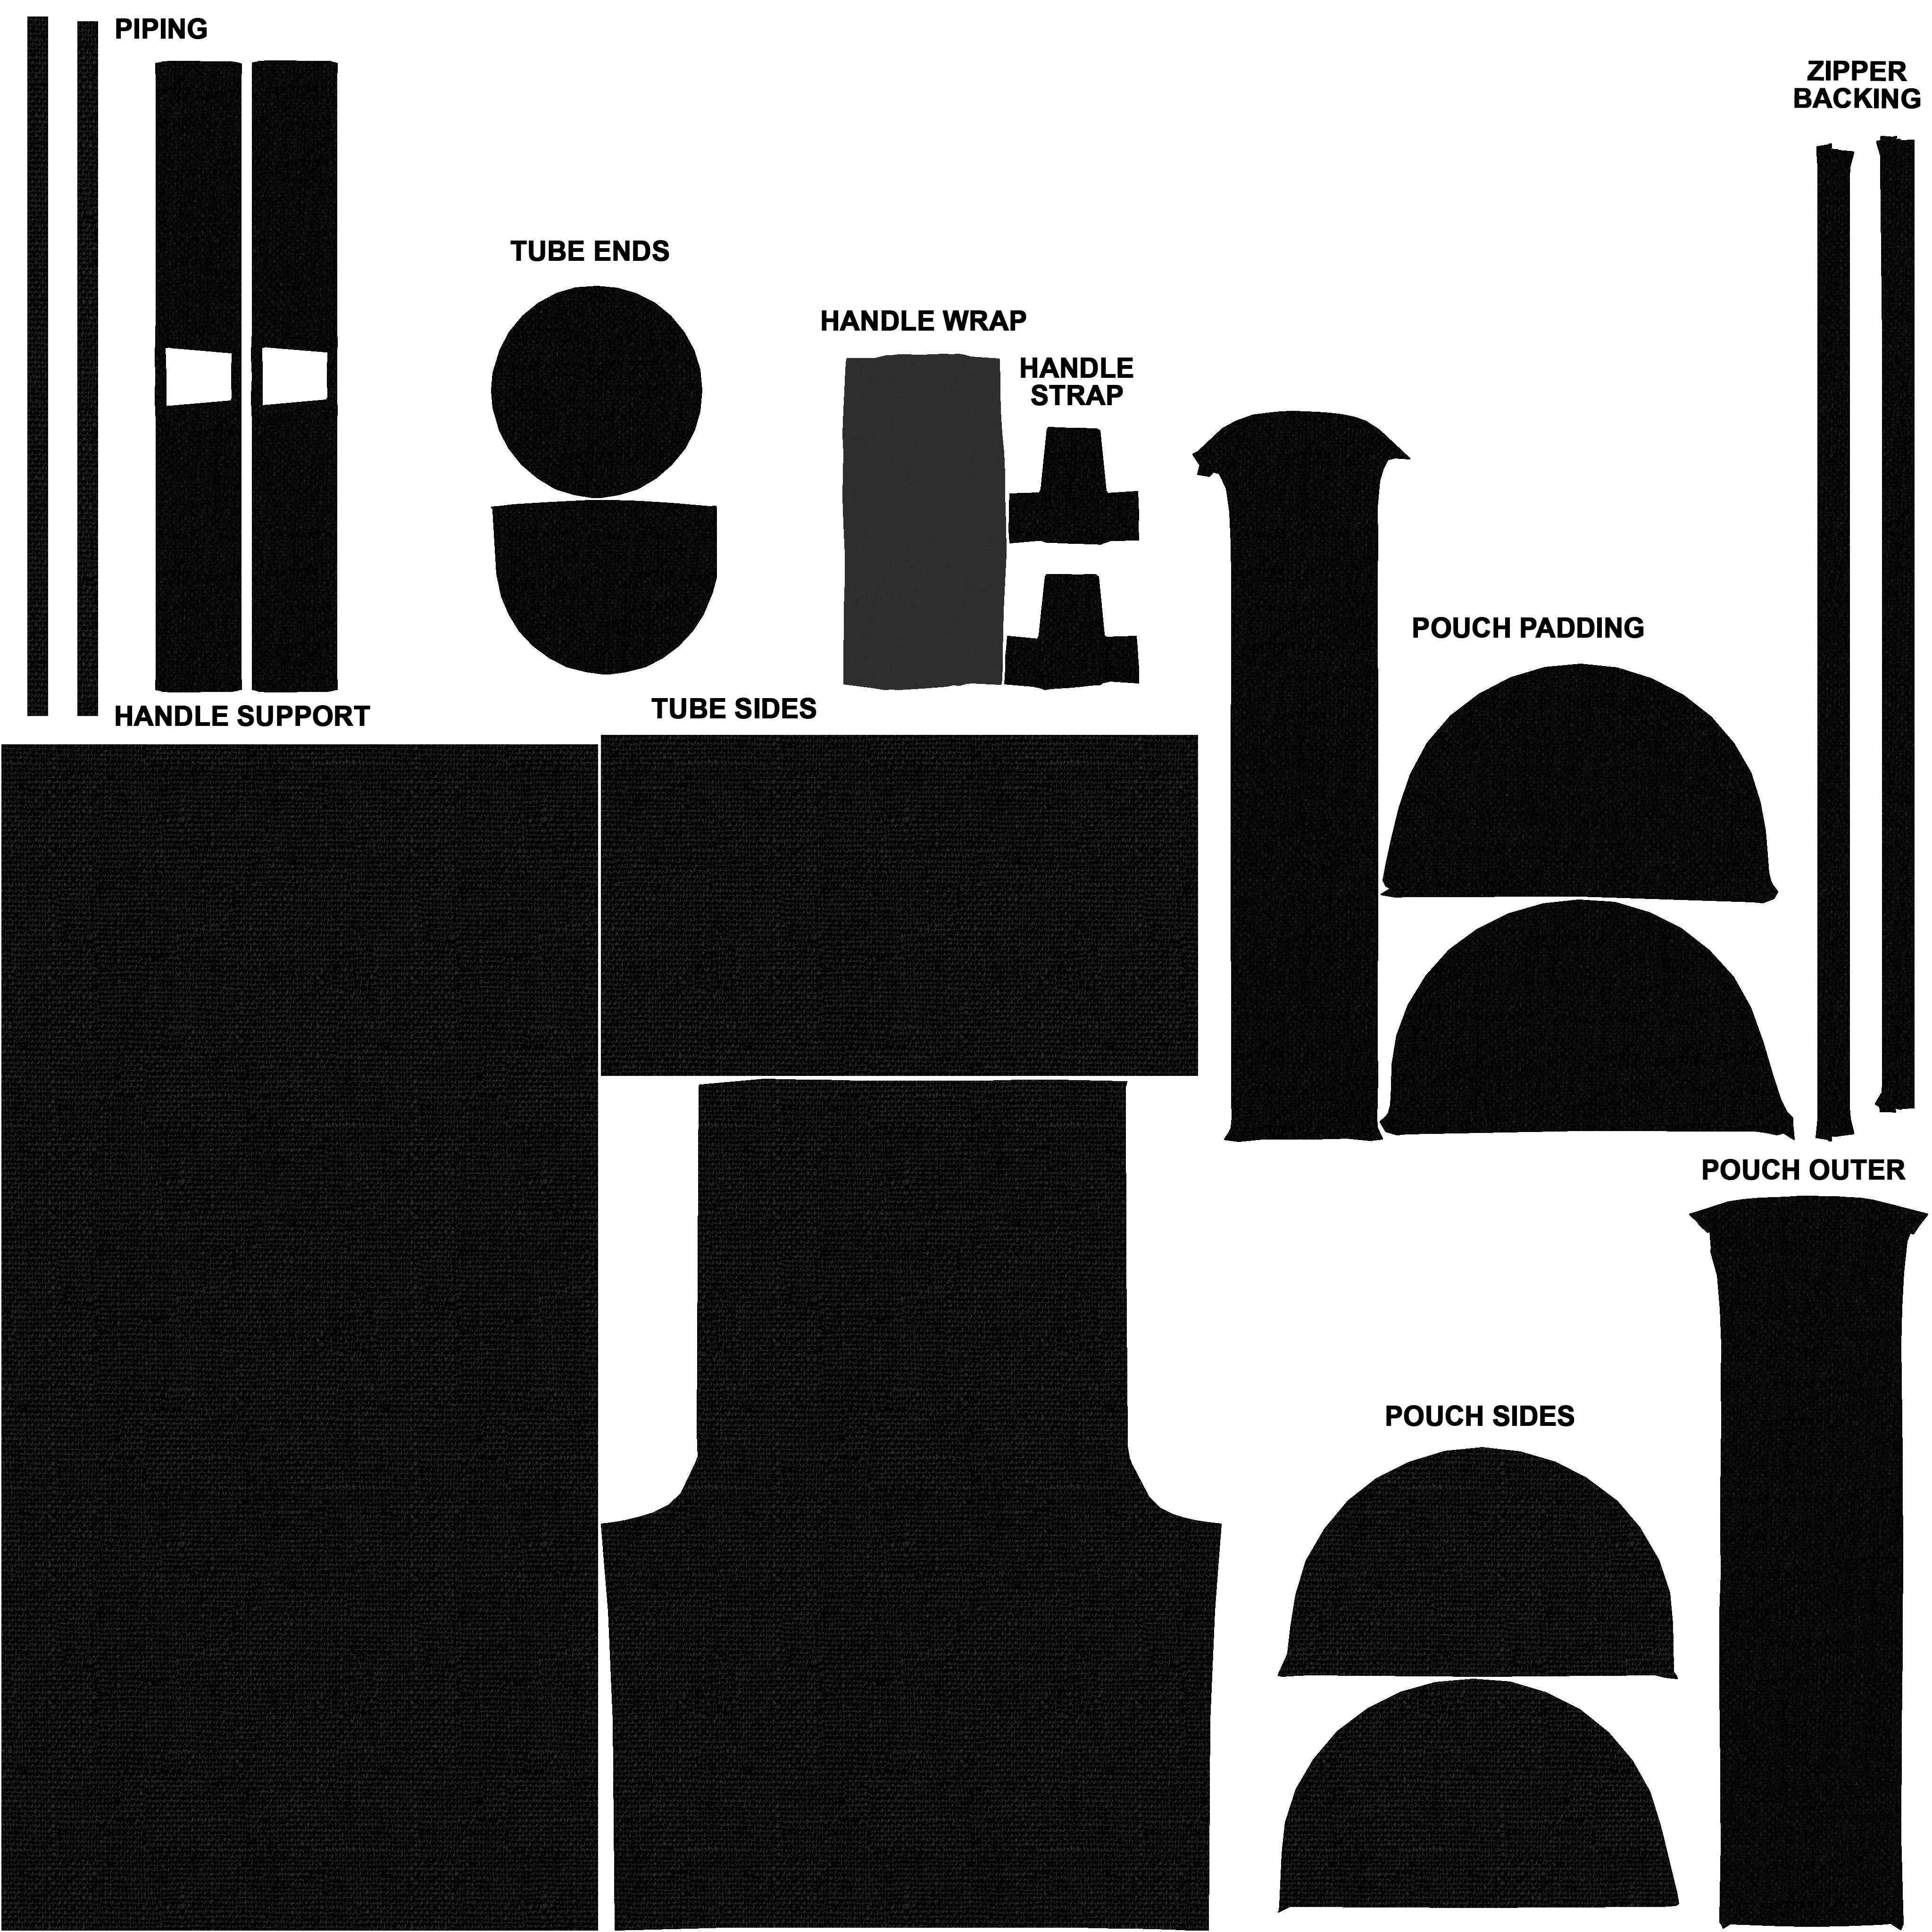 PIPING
ZIPPER
BACKING
TUBE ENDS
HANDLE WRAP
HANDLE
STRAP
POUCH PADDING
HANDLE SUPPORT
TUBE SIDES
POUCH OUTER
POUCH SIDES